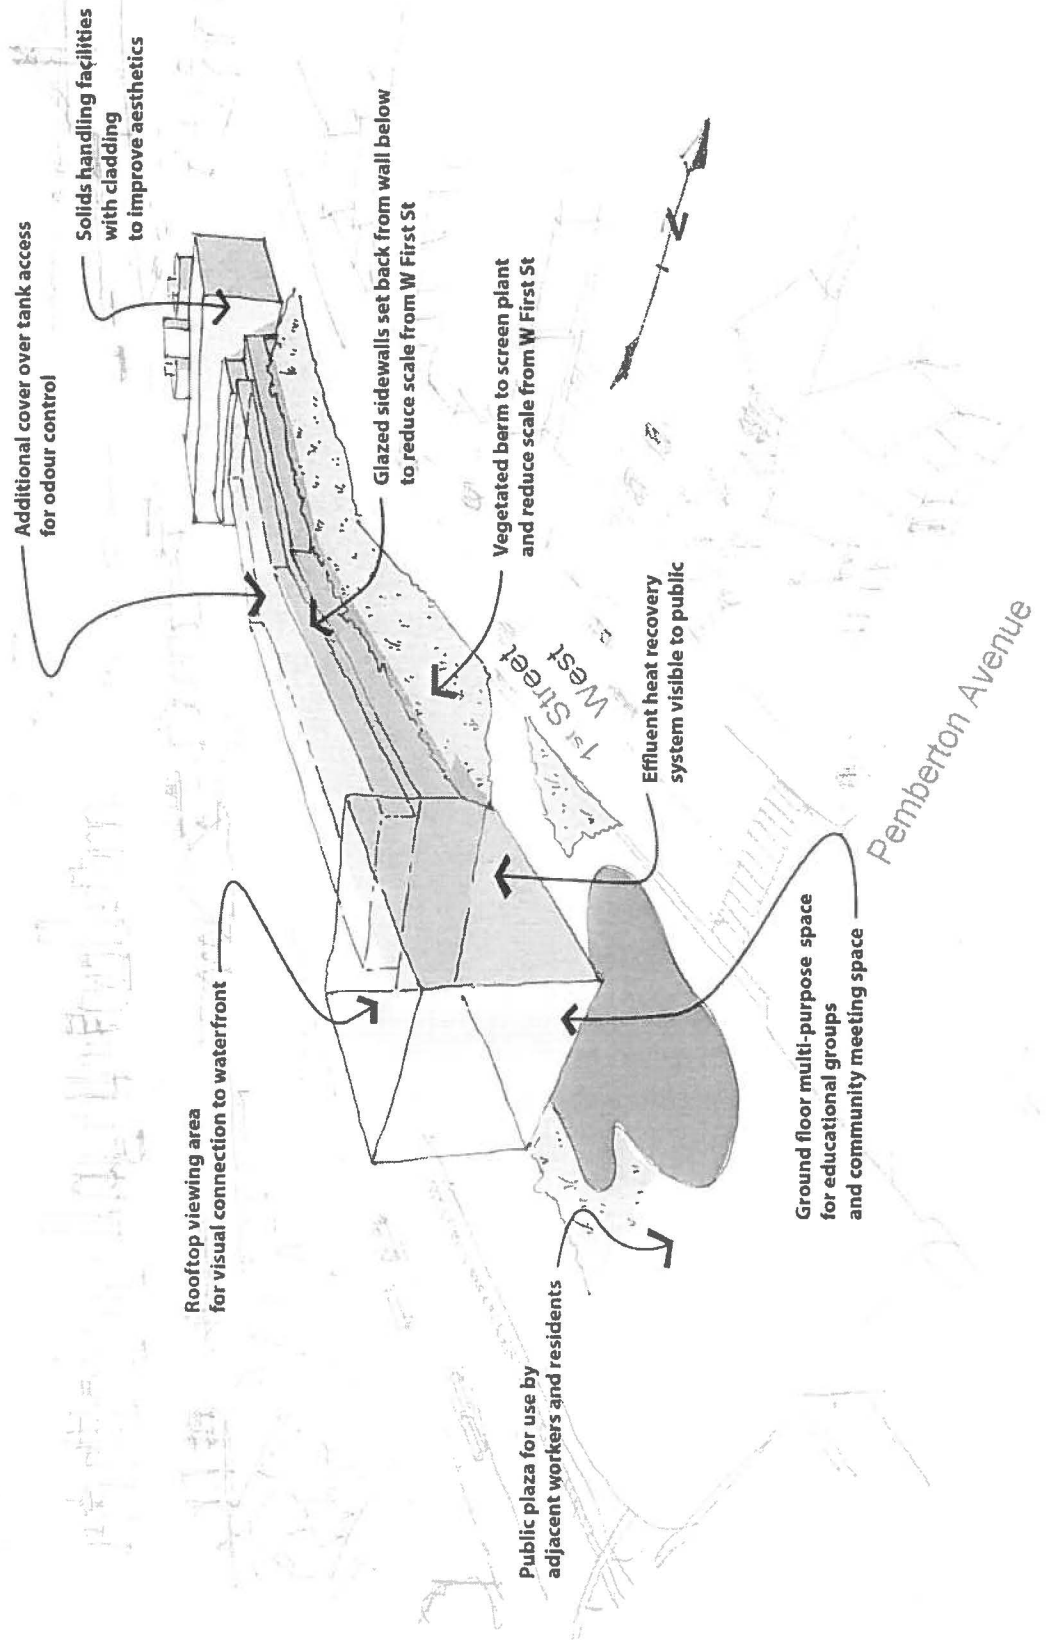 Additional cover over tank access
for odour control
Solids handling facilities
with cladding
to improve aesthetics
Rooftop viewing area
for visual connection to waterfront
Glazed sidewalls set back from wall below
to reduce scale from W First St
Vegetated berm to screen plant
and reduce scale from W First St
Public plaza for use by
adjacent workers and residents
1st Street
West
Effluent heat recovery
system visible to public
Ground floor multi-purpose space
for educational groups
and community meeting space
Pemberton Avenue